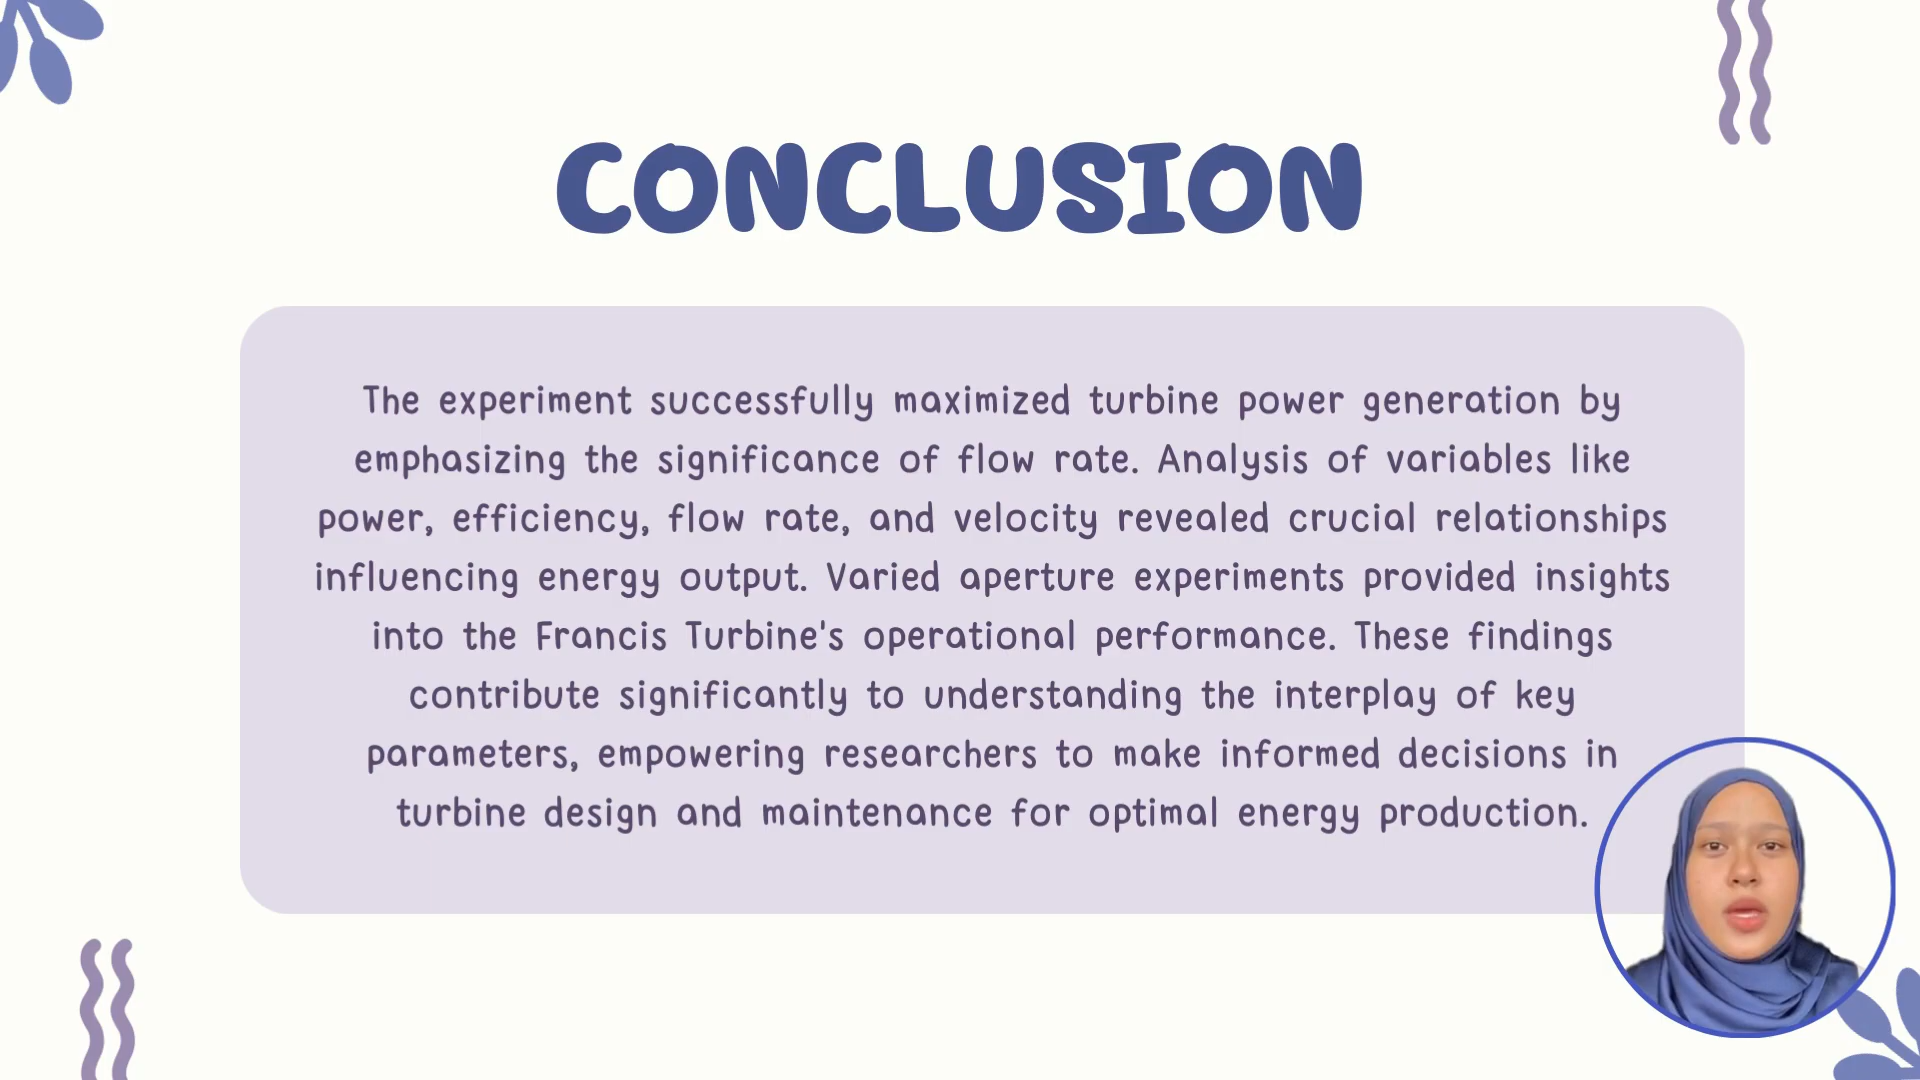 CONCLUSION
The experiment successfully maximized turbine power generation by
emphasizing the significance of flow rate. Analysis of variables like
power, efficiency, flow rate, and velocity revealed crucial relationships
influencing energy output. Varied aperture experiments provided insights
into the Francis Turbine's operational performance. These findings
contribute significantly to understanding the interplay of key
parameters, empowering researchers to make informed decisions in
turbine design and maintenance for optimal energy production.